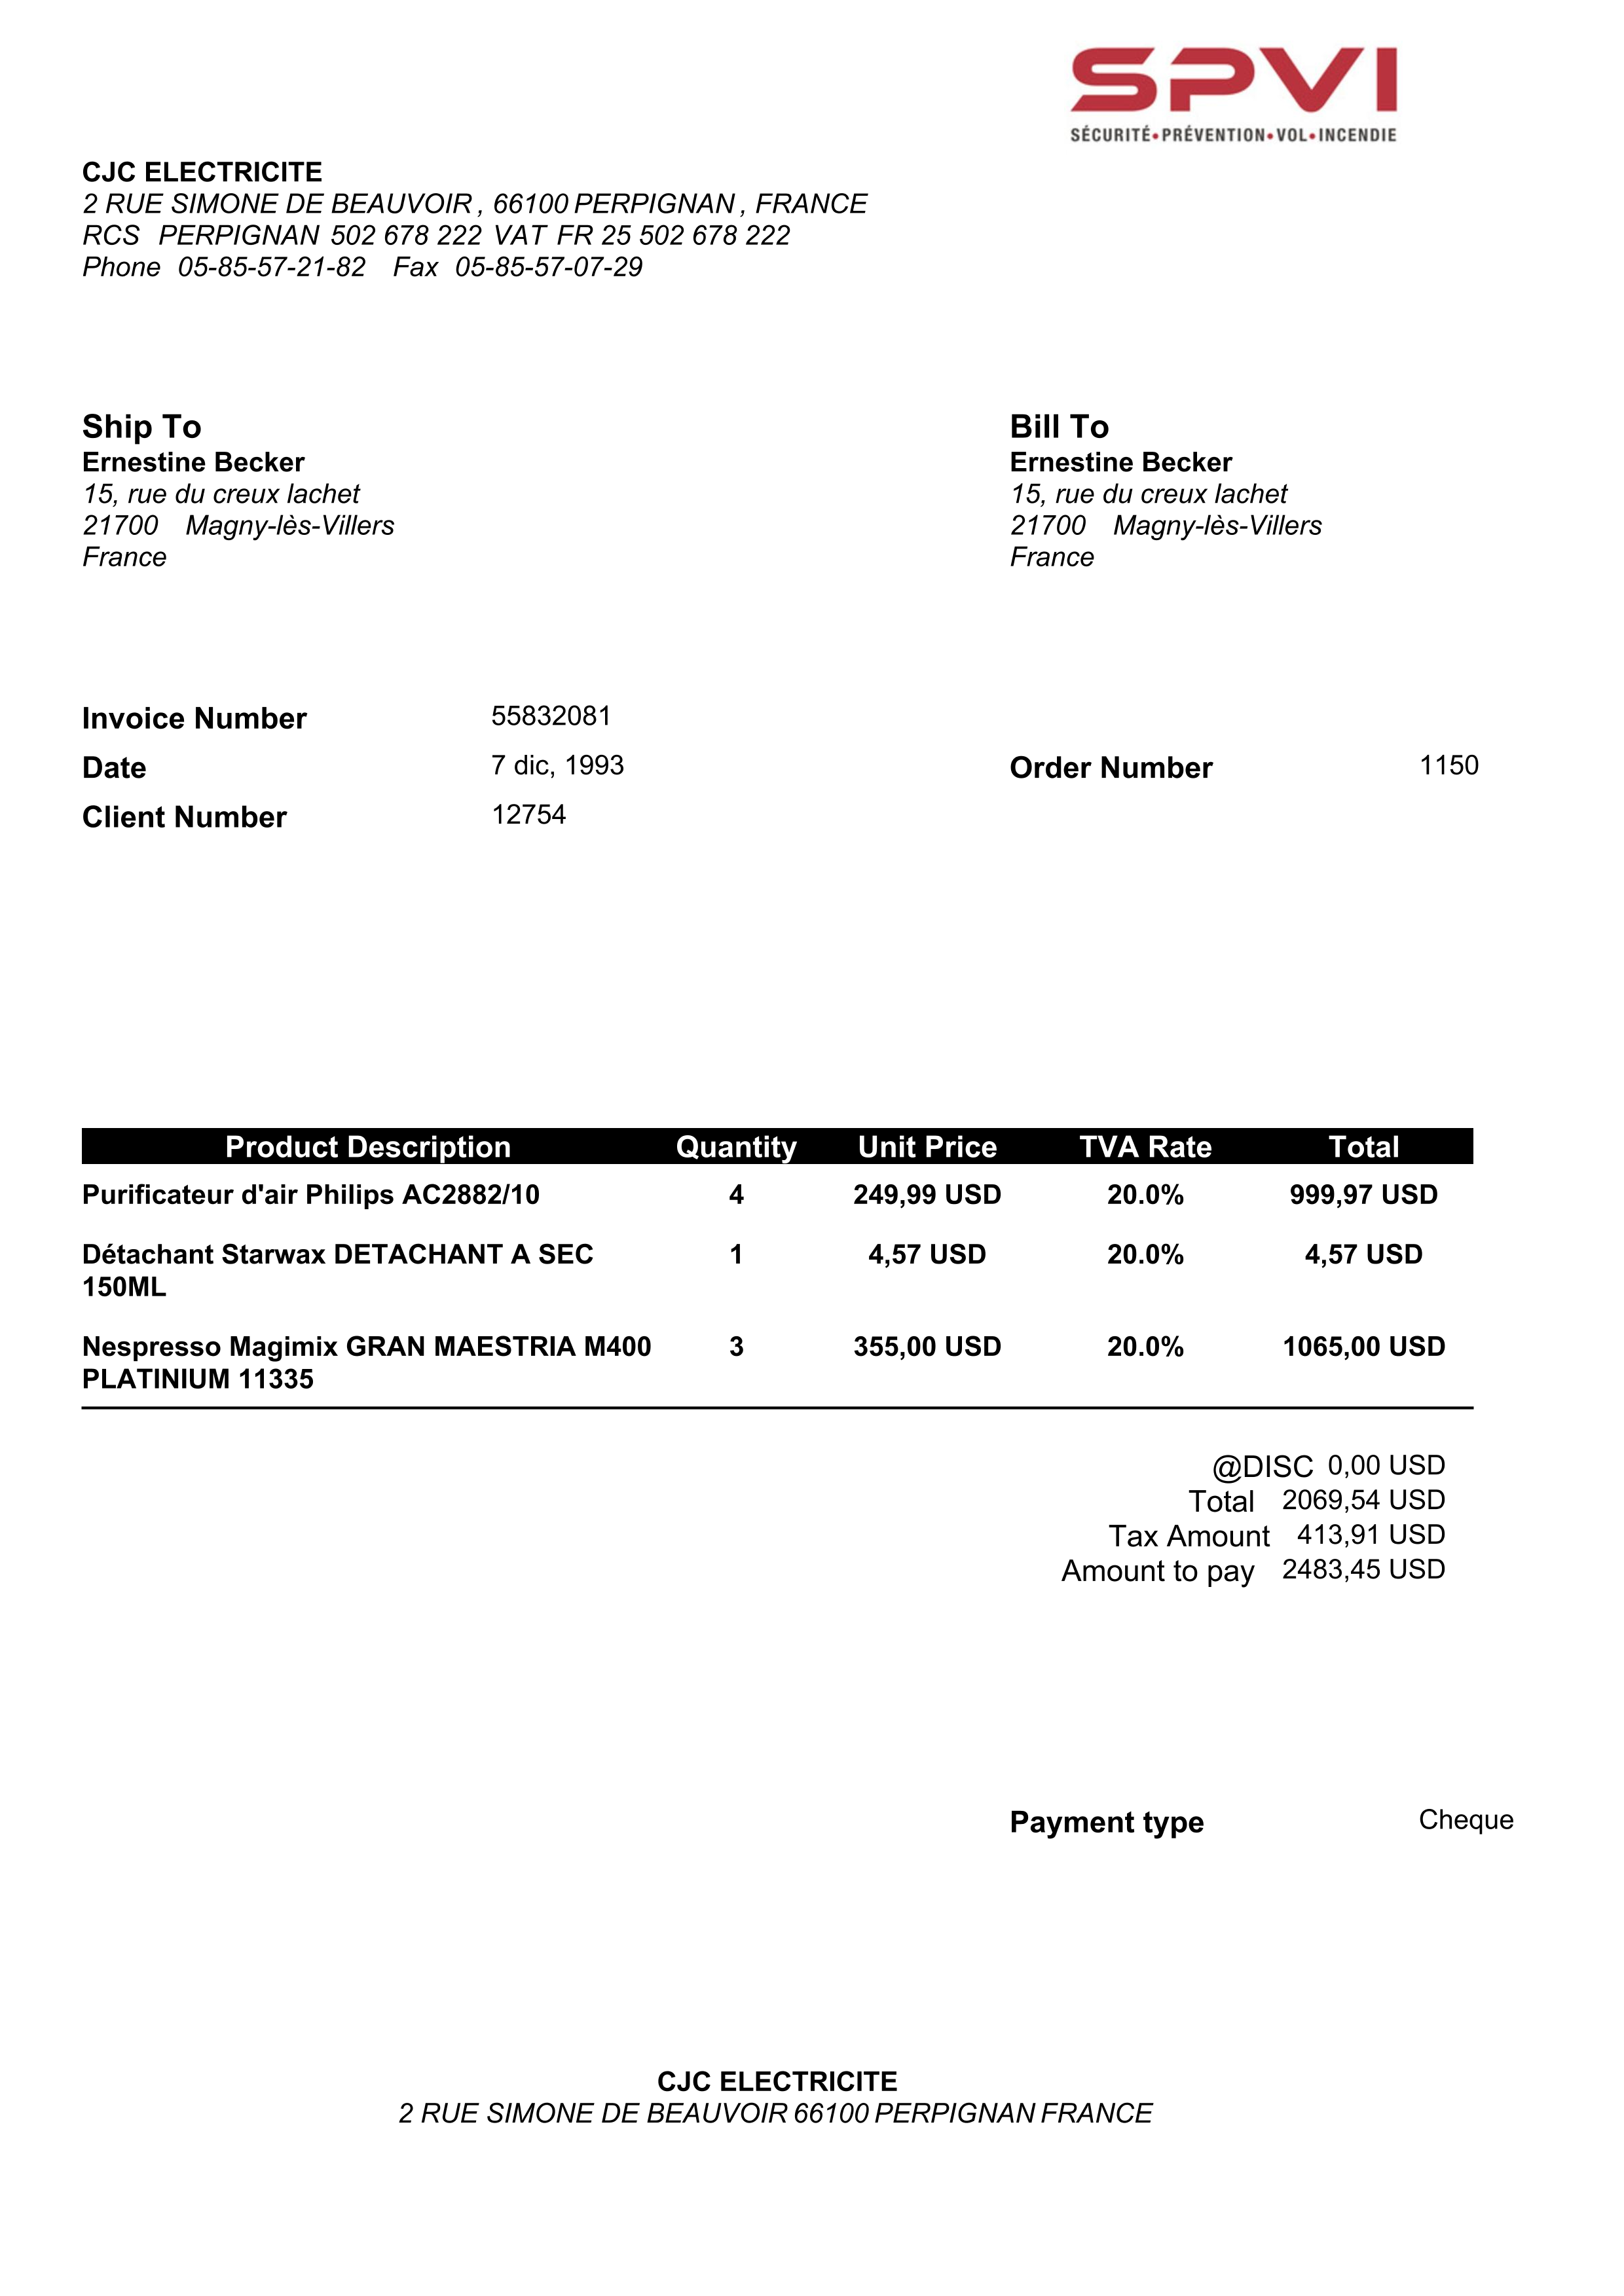 SPVI
SÉCURITÉ•PRÉVENTION•VOL•INCENDIE
CJC ELECTRICITE
2 RUE SIMONE DE BEAUVOIR , 66100 PERPIGNAN , FRANCE
RCS PERPIGNAN 502 678 222 VAT FR 25 502 678 222
Phone 05-85-57-21-82 Fax 05-85-57-07-29
Ship To
Ernestine Becker
15, rue du creux lachet
21700 Magny-lès-Villers
France
Bill To
Ernestine Becker
15, rue du creux lachet
21700 Magny-lès-Villers
France
Invoice Number 55832081
Date 7 dic, 1993 Order Number 1150
Client Number 12754
Product Description Quantity Unit Price TVA Rate Total
Purificateur d'air Philips AC2882/10 4 249,99 USD 20.0% 999,97 USD
Détachant Starwax DETACHANT A SEC 1 4,57 USD 20.0% 4,57 USD
150ML
Nespresso Magimix GRAN MAESTRIA M400 3 355,00 USD 20.0% 1065,00 USD
PLATINIUM 11335
@DISC 0,00 USD
Total 2069,54 USD
Tax Amount 413,91 USD
Amount to pay 2483,45 USD
Payment type Cheque
CJC ELECTRICITE
2 RUE SIMONE DE BEAUVOIR 66100 PERPIGNAN FRANCE